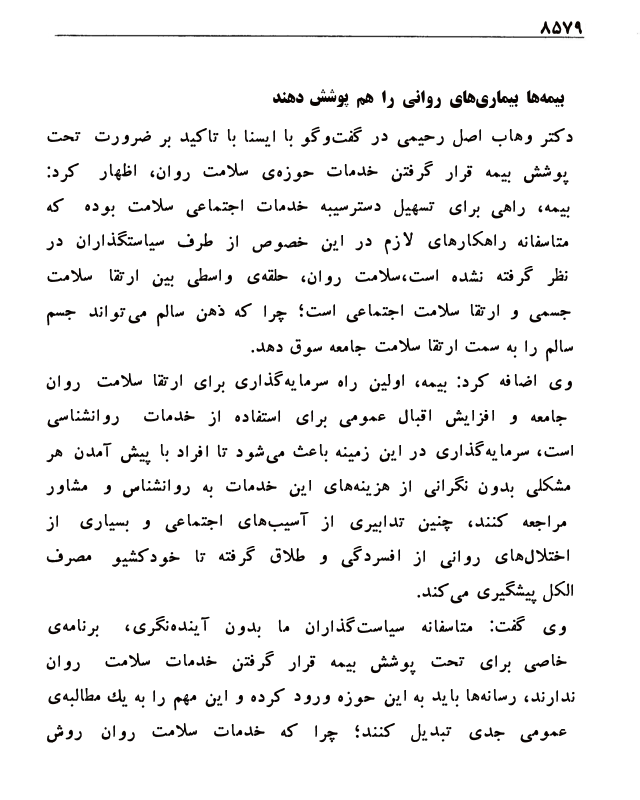 ۸۵۷۹
بیمه‌ها بیماری‌های روانی را هم پوشش دهند
دکتر وهاب اصل رحیمی در گفت‌وگو با ایسنا با تاکید بر ضرورت تحت
پوشش بیمه قرار گرفتن خدمات حوزه‌ی سلامت روان، اظهار کرد:
بیمه، راهی برای تسهیل دسترسیبه خدمات اجتماعی سلامت بوده که
متاسفانه راهکارهای لازم در این خصوص از طرف سیاستگذاران در
نظر گرفته نشده است،سلامت روان، حلقه‌ی واسطی بین ارتقا سلامت
جسمی و ارتقا سلامت اجتماعی است؛ چرا که ذهن سالم می‌تواند جسم
سالم را به سمت ارتقا سلامت جامعه سوق دهد.
وی اضافه کرد: بیمه، اولین راه سرمایه‌گذاری برای ارتقا سلامت روان
جامعه و افزایش اقبال عمومی برای استفاده از خدمات روانشناسی
است، سرمایه‌گذاری در این زمینه باعث می‌شود تا افراد با پیش آمدن هر
مشکلی بدون نگرانی از هزینه‌های این خدمات به روانشناس و مشاور
مراجعه کنند، چنین تدابیری از آسیب‌های اجتماعی و بسیاری از
اختلال‌های روانی از افسردگی و طلاق گرفته تا خودکشیو مصرف
الکل پیشگیری می‌کند.
وی گفت: متاسفانه سیاست‌گذاران ما بدون آینده‌نگری، برنامه‌ی
خاصی برای تحت پوشش بیمه قرار گرفتن خدمات سلامت روان
ندارند، رسانه‌ها باید به این حوزه ورود کرده و این مهم را به یك مطالبه‌ی
عمومی جدی تبدیل کنند؛ چرا که خدمات سلامت روان روش